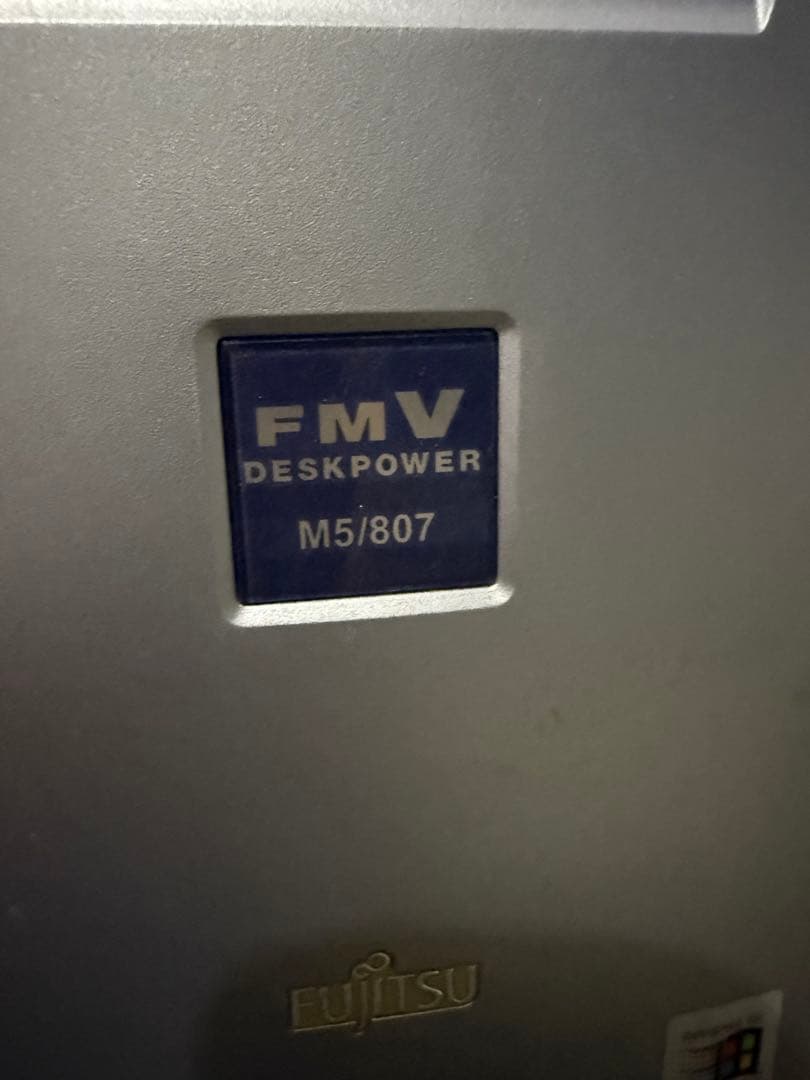 FMV
DESKPOWER
M5/807
FUJITSU